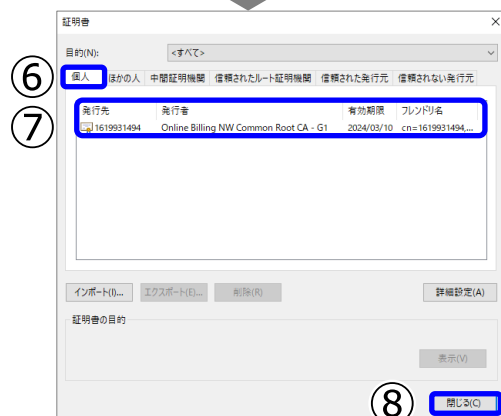 証明書
目的(N): <すべて>
⑥ 個人 ほかの人 中間証明機関 信頼されたルート証明機関 信頼された発行元 信頼されない発行元
⑦ 発行先 発行者 有効期限 フレンドリ名
1619931494 Online Billing NW Common Root CA - G1 2024/03/10 cn=1619931494,...
インポート(I)... エクスポート(E)... 削除(R) 詳細設定(A)
証明書の目的
表示(V)
⑧ 閉じる(C)